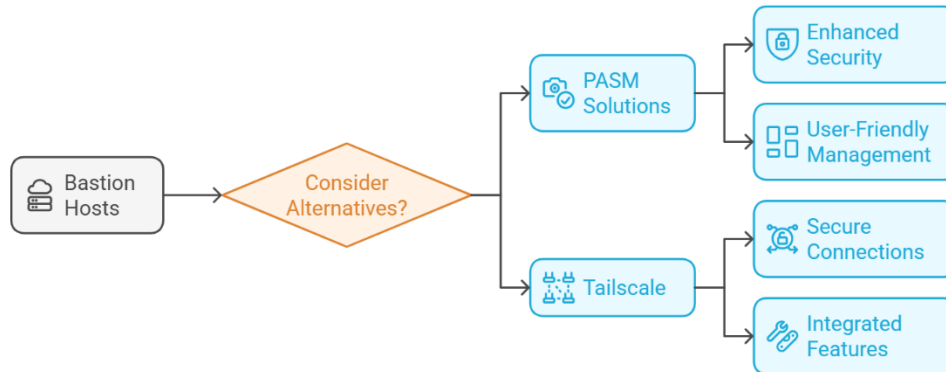 Bastion
Hosts
Consider
Alternatives?
PASM
Solutions
Enhanced
Security
User-Friendly
Management
Tailscale
Secure
Connections
Integrated
Features